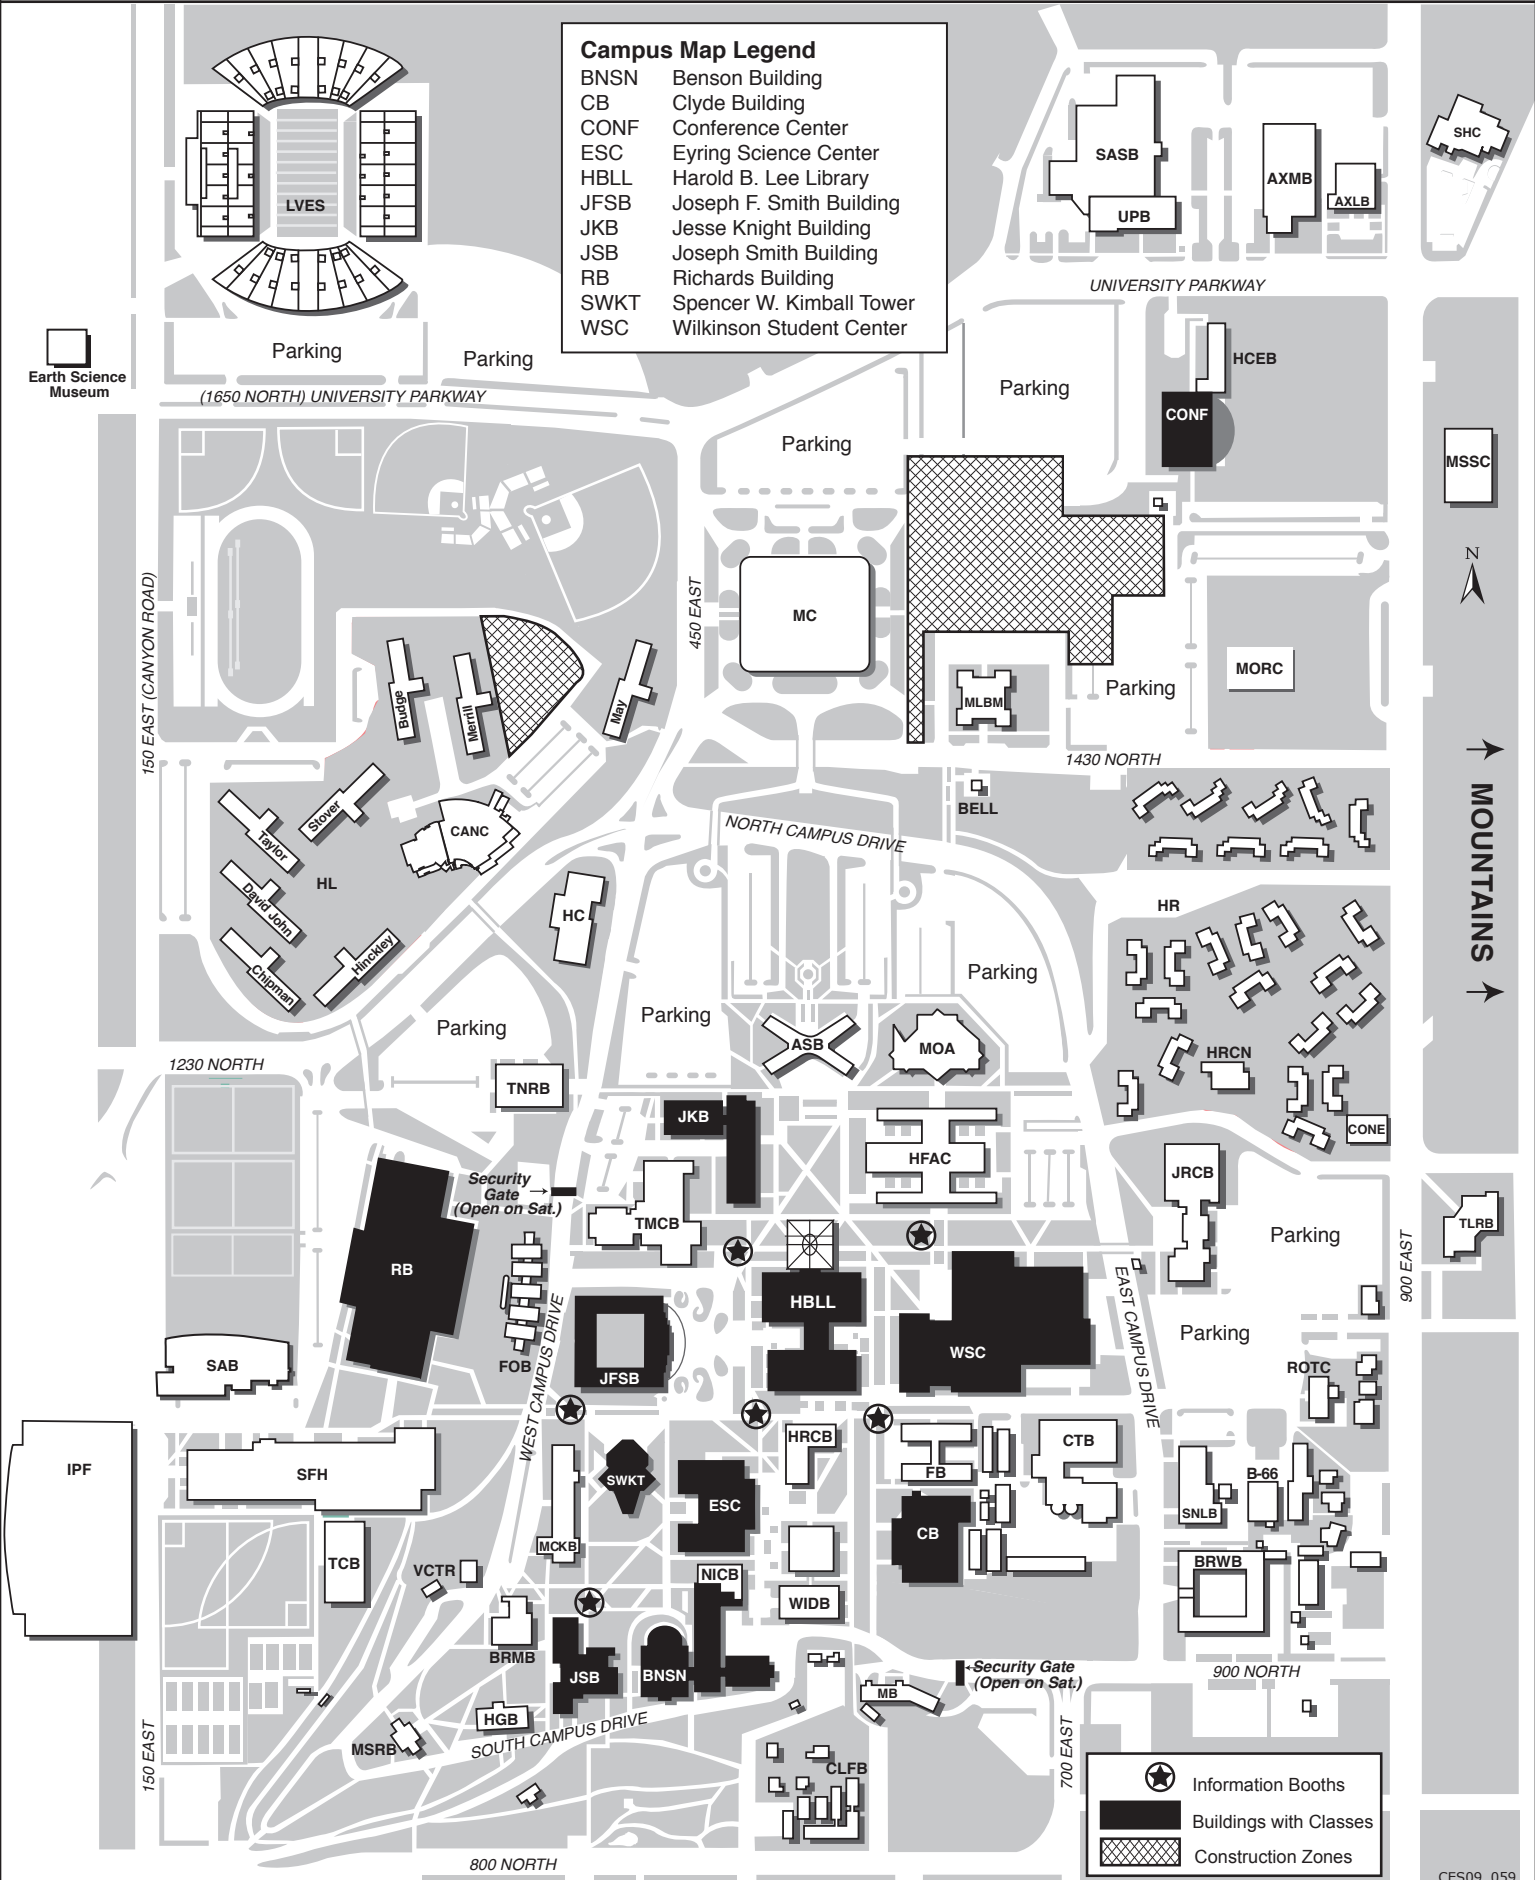 Campus Map Legend
BNSN Benson Building
CB Clyde Building
CONF Conference Center
ESC Eyring Science Center
HBLL Harold B. Lee Library
JFSB Joseph F. Smith Building
JKB Jesse Knight Building
JSB Joseph Smith Building
RB Richards Building
SWKT Spencer W. Kimball Tower
WSC Wilkinson Student Center
LVES
SASB
UPB
AXMB
AXLB
SHC
UNIVERSITY PARKWAY
Parking
Parking
Earth Science
Museum
(1650 NORTH) UNIVERSITY PARKWAY
HCEB
Parking
CONF
Parking
MSSC
N
150 EAST (CANYON ROAD)
450 EAST
MC
MORC
MLBM
Parking
Budge
Merrill
May
1430 NORTH
MOUNTAINS
Stover
Taylor
CANC
BELL
NORTH CAMPUS DRIVE
HL
David John
HC
HR
Hinckley
Chipman
Parking
Parking
Parking
ASB
MOA
HRCN
1230 NORTH
TNRB
JKB
CONE
HFAC
JRCB
Security
Gate
(Open on Sat.)
TMCB
Parking
TLRB
RB
900 EAST
HBLL
EAST CAMPUS DRIVE
WEST CAMPUS DRIVE
Parking
SAB
FOB
JFSB
WSC
ROTC
IPF
SFH
SWKT
HRCB
FB
CTB
B-66
ESC
SNLB
CB
MCKB
TCB
VCTR
NICB
BRWB
WIDB
BRMB
JSB
BNSN
Security Gate
(Open on Sat.)
900 NORTH
MB
HGB
SOUTH CAMPUS DRIVE
MSRB
150 EAST
700 EAST
CLFB
Information Booths
Buildings with Classes
Construction Zones
800 NORTH
CES09_059